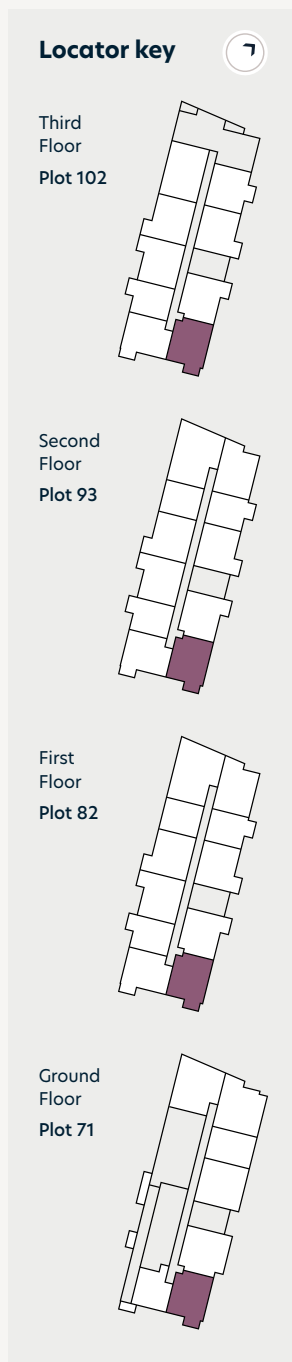 Locator key
Third
Floor
Plot 102
Second
Floor
Plot 93
First
Floor
Plot 82
Ground
Floor
Plot 71